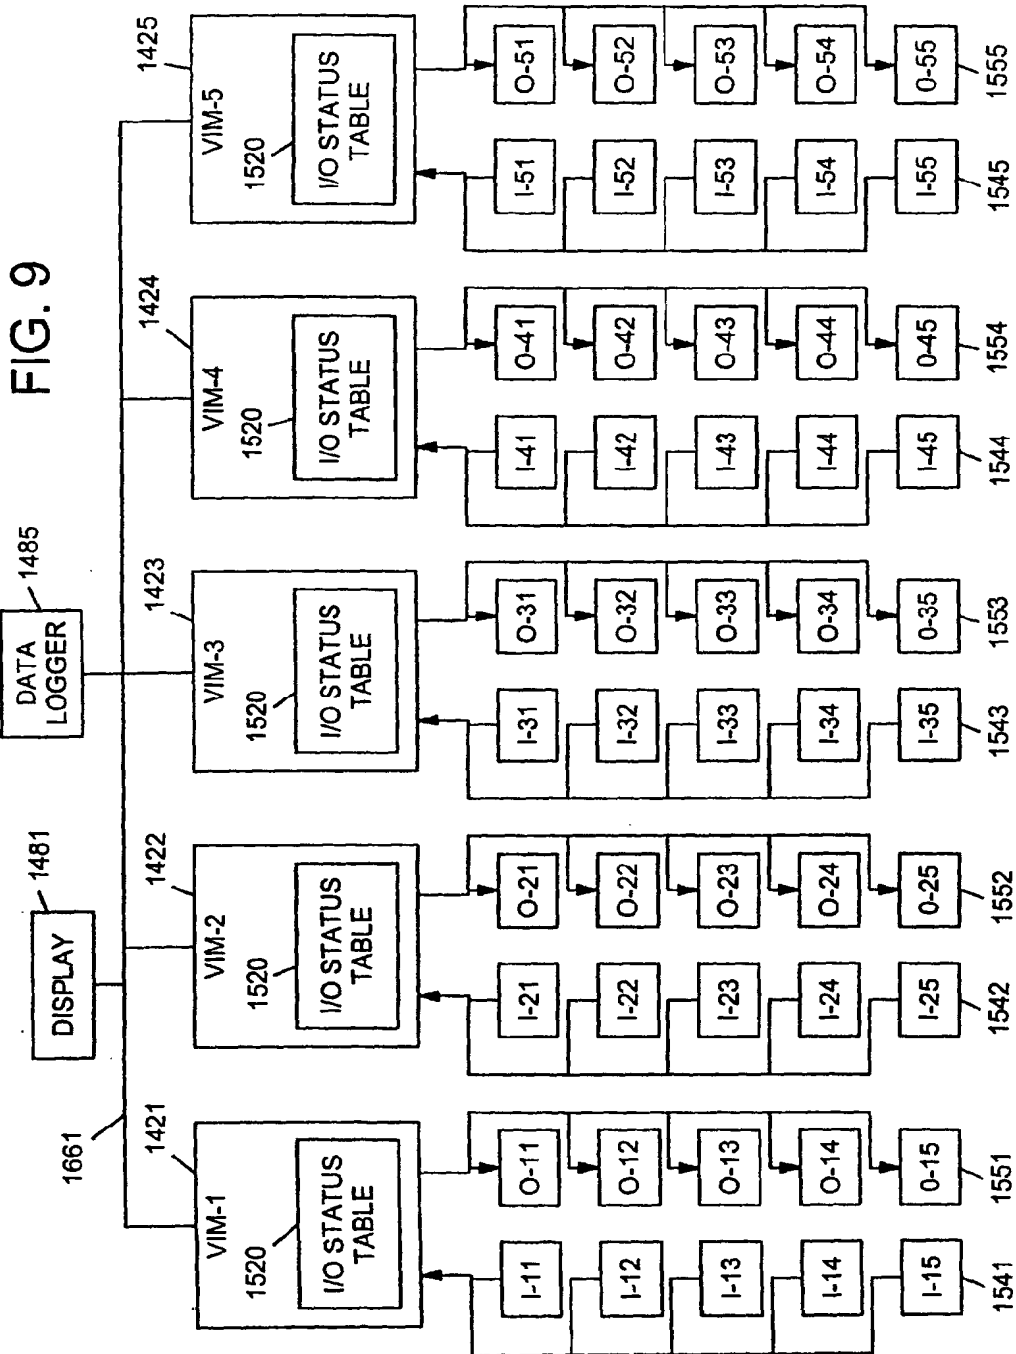 FIG. 9
DATA
LOGGER
1485
DISPLAY
1481
1661
1421
1422
1423
1424
1425
VIM-1
VIM-2
VIM-3
VIM-4
VIM-5
1520
1520
1520
1520
1520
I/O STATUS
TABLE
I/O STATUS
TABLE
I/O STATUS
TABLE
I/O STATUS
TABLE
I/O STATUS
TABLE
I-11
O-11
I-21
O-21
I-31
O-31
I-41
O-41
I-51
O-51
I-12
O-12
I-22
O-22
I-32
O-32
I-42
O-42
I-52
O-52
I-13
O-13
I-23
O-23
I-33
O-33
I-43
O-43
I-53
O-53
I-14
O-14
I-24
O-24
I-34
O-34
I-44
O-44
I-54
O-54
I-15
0-15
I-25
0-25
I-35
0-35
I-45
0-45
I-55
0-55
1541
1551
1542
1552
1543
1553
1544
1554
1545
1555